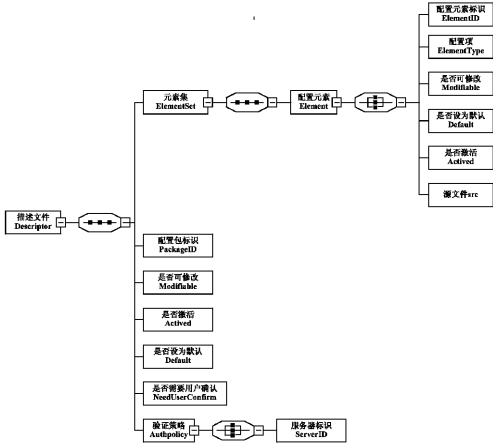 配置元素标识
ElementID
配置项
ElementType
是否可修改
Modifiable
是否设为默认
Default
是否激活
Actived
源文件src
元素集
ElementSet
配置元素
Element
描述文件
Descriptor
配置包标识
PackageID
是否可修改
Modifiable
是否激活
Actived
是否设为默认
Default
是否需要用户确认
NeedUserConfirm
验证策略
Authpolicy
服务器标识
ServerID